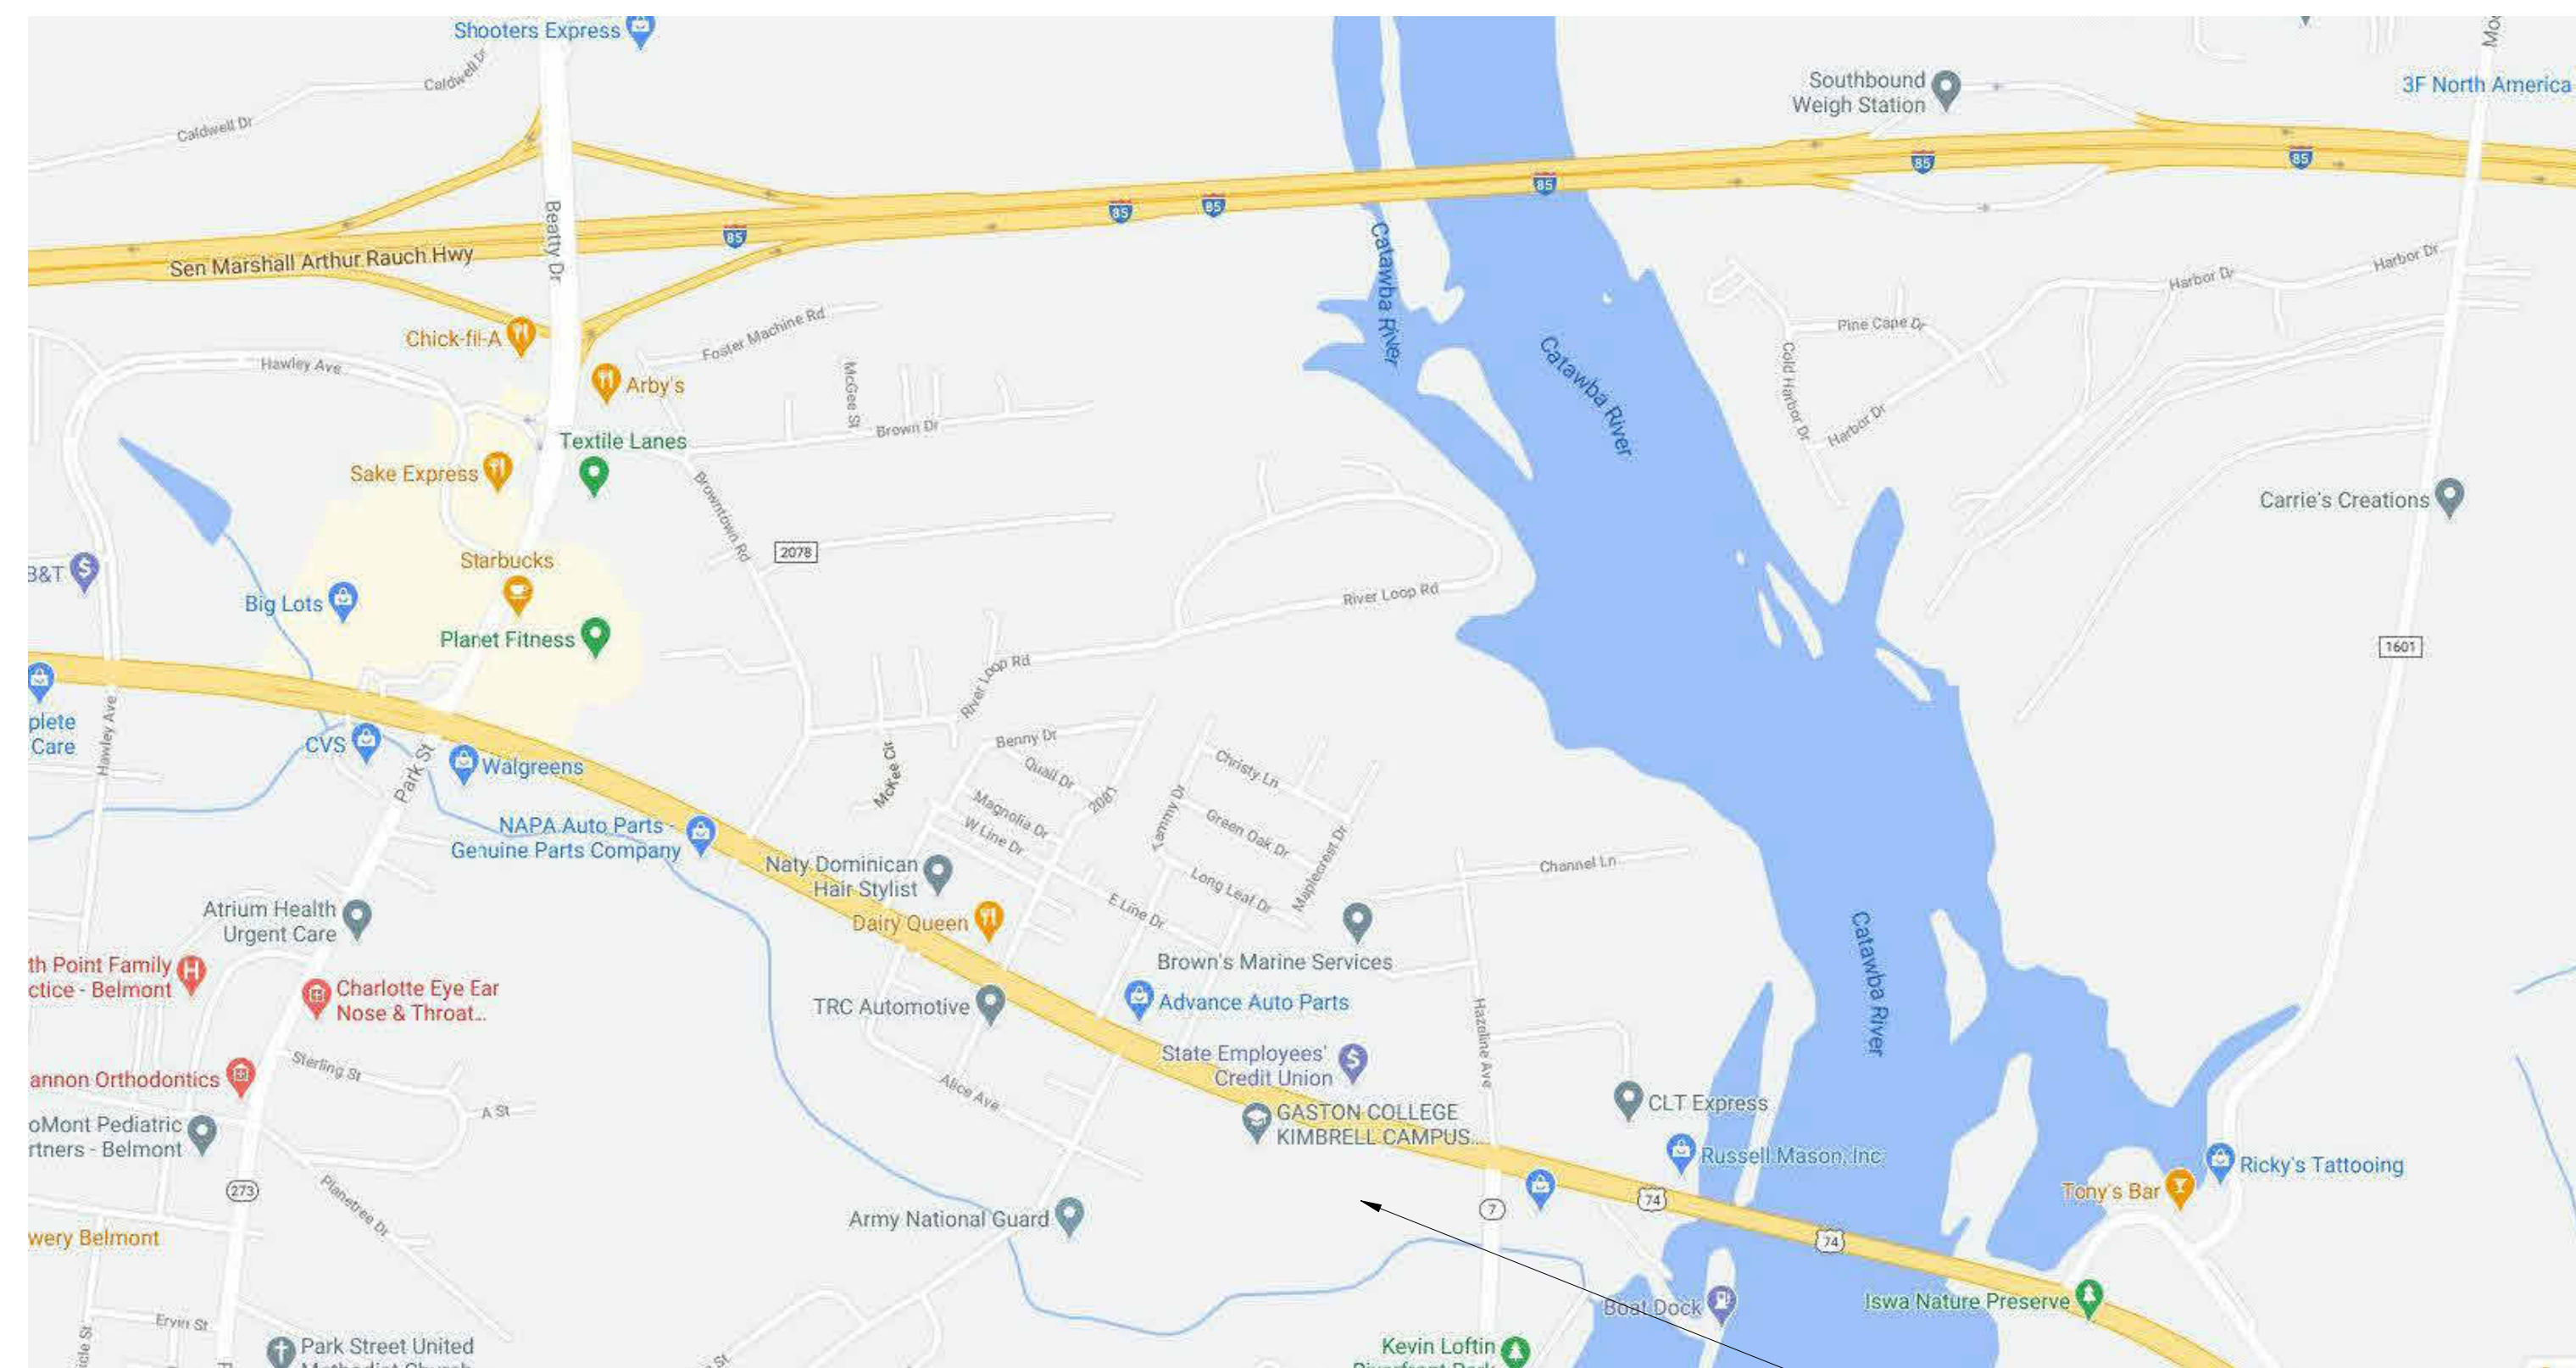 Shooters Express
Caldwell Dr
Caldwell Dr
Southbound
Weigh Station
3F North America
85
85
85
85
85
85
Beatty Dr
Sen Marshall Arthur Rauch Hwy
Catawba River
Catawba River
Harbor Dr
Harbor Dr
Pine Cape Dr
Cold Harbor Dr
Harbor Dr
Foster Machine Rd
Chick-fil-A
Hawley Ave
Arby's
McGee St
Brown Dr
Textile Lanes
Sake Express
Browntown Rd
2078
Carrie's Creations
Starbucks
B&T
Big Lots
Planet Fitness
River Loop Rd
River Loop Rd
1601
plete
Care
Hawley Ave
CVS
Park St
Walgreens
McKee Cir
Benny Dr
Quail Dr
2081
Magnolia Dr
W Line Dr
Tammy Dr
Christy Ln
Green Oak Dr
Maplecrest Dr
Long Leaf Dr
E Line Dr
Channel Ln
NAPA Auto Parts -
Genuine Parts Company
Naty Dominican
Hair Stylist
Dairy Queen
Atrium Health
Urgent Care
Brown's Marine Services
Catawba River
th Point Family
ctice - Belmont
Charlotte Eye Ear
Nose & Throat...
TRC Automotive
Advance Auto Parts
Hazeline Ave
State Employees'
Credit Union
annon Orthodontics
Sterling St
A St
Alice Ave
GASTON COLLEGE
KIMBRELL CAMPUS...
CLT Express
oMont Pediatric
rtners - Belmont
Russell Mason, Inc
Ricky's Tattooing
Tony's Bar
273
Planetree Dr
Army National Guard
7
74
74
wery Belmont
Boat Dock
Iswa Nature Preserve
Ervin St
icle St
Park Street United
Methodist Church
St
Kevin Loftin
Riverfront Park